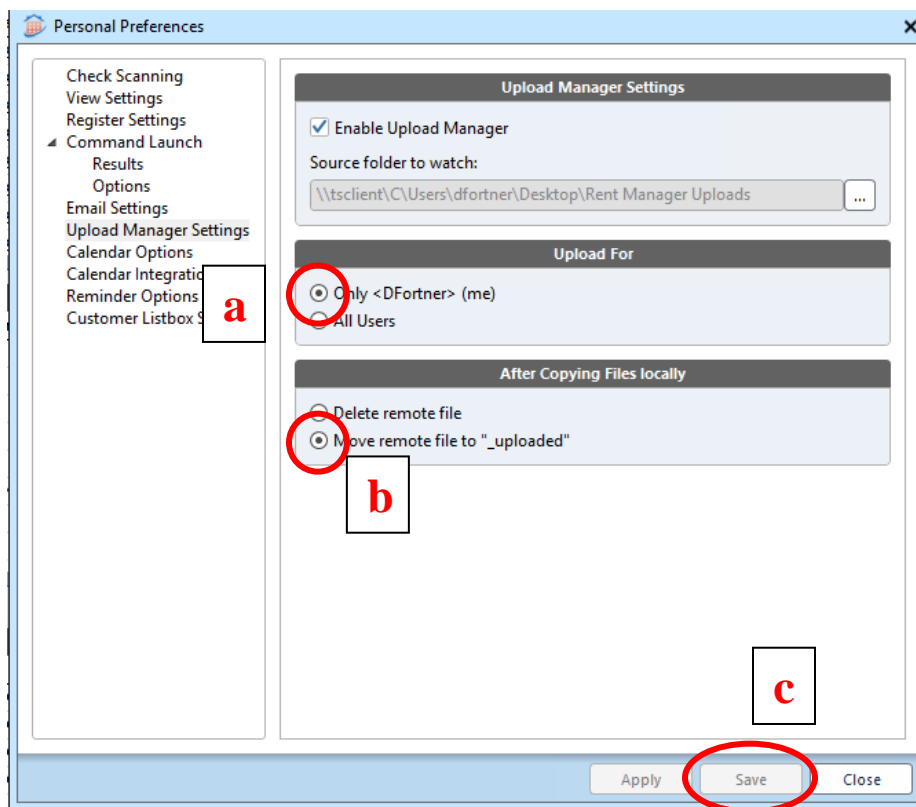 Personal Preferences
Check Scanning
View Settings
Register Settings
Command Launch
Results
Options
Email Settings
Upload Manager Settings
Calendar Options
Calendar
Reminder Options
Customer Listbox
a
Upload Manager Settings
Enable Upload Manager
Source folder to watch:
\\tsclient\C\Users\dfortner\Desktop\Rent Manager Uploads
...
Upload For
Only <DFortner> (me)
All Users
After Copying Files locally
Delete remote file
Move remote file to "_uploaded"
b
c
Apply
Save
Close